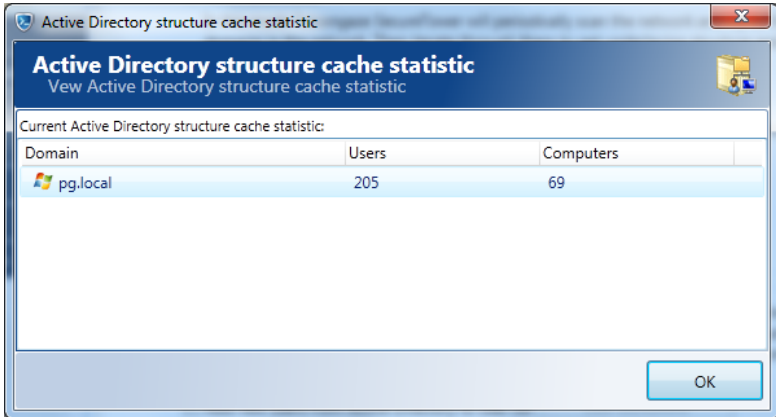 Active Directory structure cache statistic
Active Directory structure cache statistic
Vew Active Directory structure cache statistic
Current Active Directory structure cache statistic:
Domain Users Computers
pg.local 205 69
OK